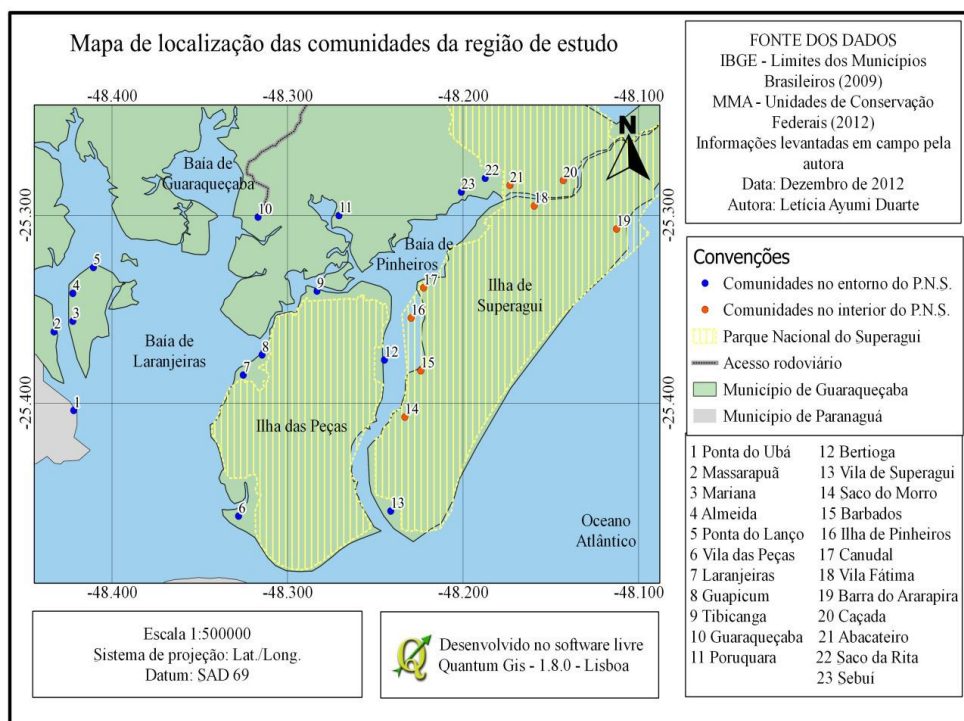 Mapa de localização das comunidades da região de estudo
-48.400 -48.300 -48.200 -48.100
-25.300
-25.400
-25.300
-25.400
Baía de
Guaraqueçaba
Baía de
Pinheiros
Ilha de
Superagui
Baía de
Laranjeiras
Ilha das Peças
Oceano
Atlântico
N
1
2
3
4
5
6
7
8
9
10
11
12
13
14
15
16
17
18
19
20
21
22
23
-48.400 -48.300 -48.200 -48.100
Escala 1:500000
Sistema de projeção: Lat./Long.
Datum: SAD 69
Desenvolvido no software livre
Quantum Gis - 1.8.0 - Lisboa
FONTE DOS DADOS
IBGE - Limites dos Municípios
Brasileiros (2009)
MMA - Unidades de Conservação
Federais (2012)
Informações levantadas em campo pela
autora
Data: Dezembro de 2012
Autora: Letícia Ayumi Duarte
Convenções
Comunidades no entorno do P.N.S.
Comunidades no interior do P.N.S.
Parque Nacional do Superagui
Acesso rodoviário
Município de Guaraqueçaba
Município de Paranaguá
1 Ponta do Ubá
2 Massarapuã
3 Mariana
4 Almeida
5 Ponta do Lanço
6 Vila das Peças
7 Laranjeiras
8 Guapicum
9 Tibicanga
10 Guaraqueçaba
11 Poruquara
12 Bertioga
13 Vila de Superagui
14 Saco do Morro
15 Barbados
16 Ilha de Pinheiros
17 Canudal
18 Vila Fátima
19 Barra do Ararapira
20 Caçada
21 Abacateiro
22 Saco da Rita
23 Sebuí